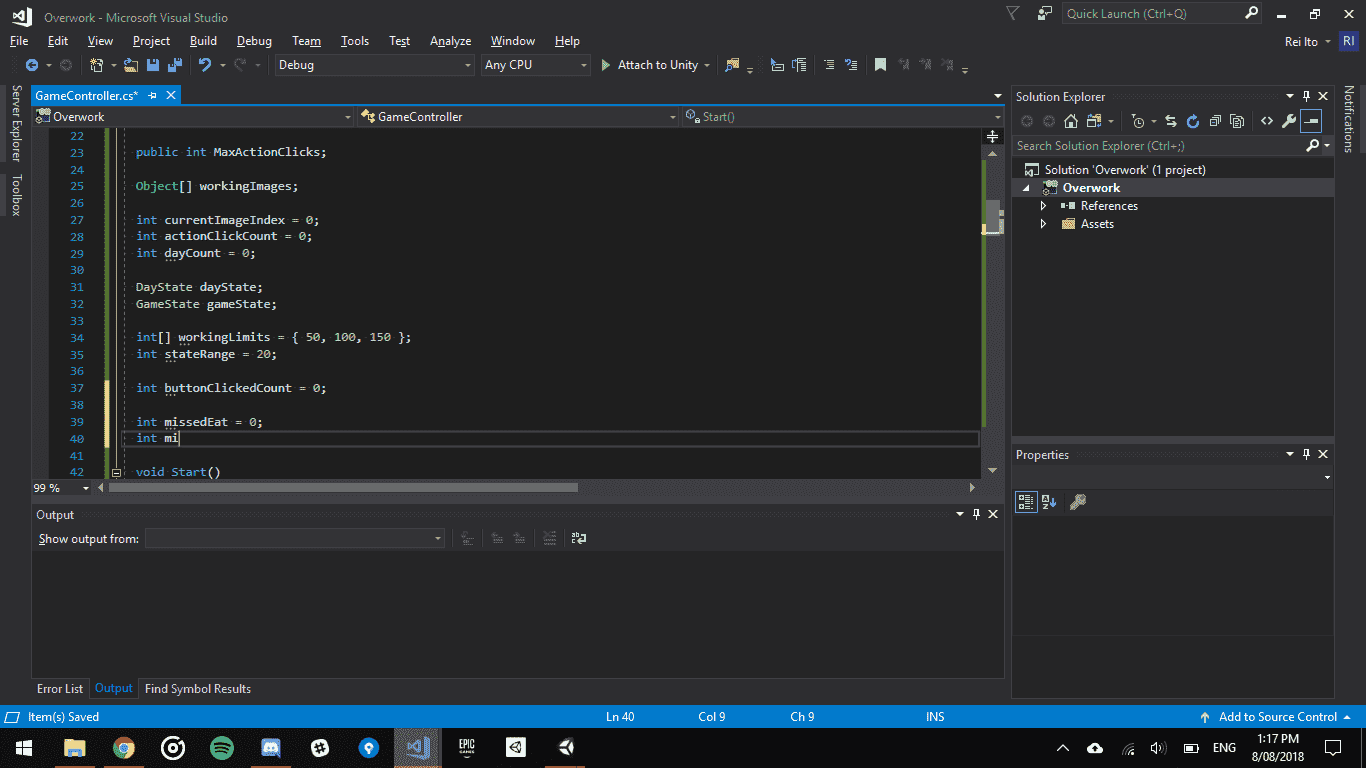 Overwork - Microsoft Visual Studio
Quick Launch (Ctrl+Q)
File Edit View Project Build Debug Team Tools Test Analyze Window Help
Rei Ito RI
Debug Any CPU Attach to Unity
Server Explorer
Toolbox
GameController.cs*
Overwork GameController Start()
22
23 public int MaxActionClicks;
24
25 Object[] workingImages;
26
27 int currentImageIndex = 0;
28 int actionClickCount = 0;
29 int dayCount = 0;
30
31 DayState dayState;
32 GameState gameState;
33
34 int[] workingLimits = { 50, 100, 150 };
35 int stateRange = 20;
36
37 int buttonClickedCount = 0;
38
39 int missedEat = 0;
40 int mi
41
42 void Start()
99 %
Output
Show output from:
Error List Output Find Symbol Results
Solution Explorer
Search Solution Explorer (Ctrl+;)
Solution 'Overwork' (1 project)
Overwork
References
Assets
Properties
Notifications
Item(s) Saved Ln 40 Col 9 Ch 9 INS Add to Source Control
EPIC GAMES
ENG
1:17 PM
8/08/2018